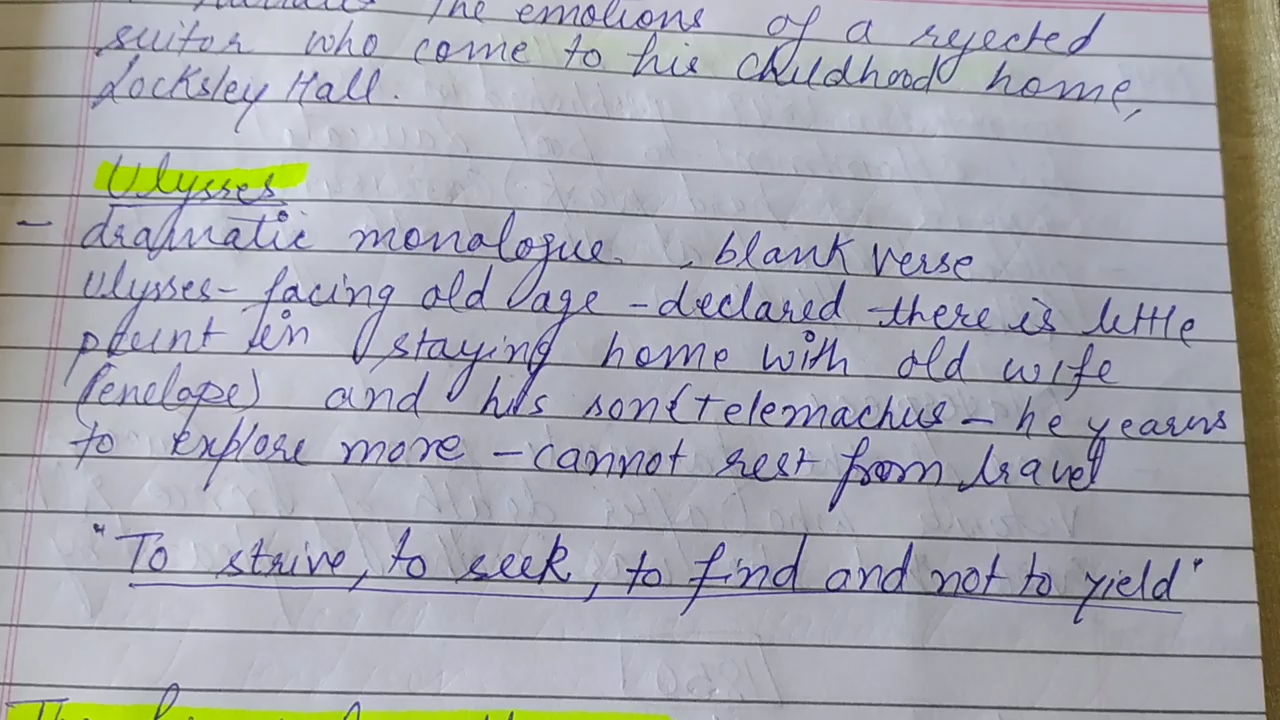 the emotions of a rejected
suitor who come to his childhood home,
Locksley Hall.
Ulysses
- dramatic monologue. , blank verse
Ulysses - facing old age - declared there is little
point in staying home with old wife
(Penelope) and his son (Telemachus - he yearns
to explore more - cannot rest from travel
"To strive, to seek, to find and not to yield"